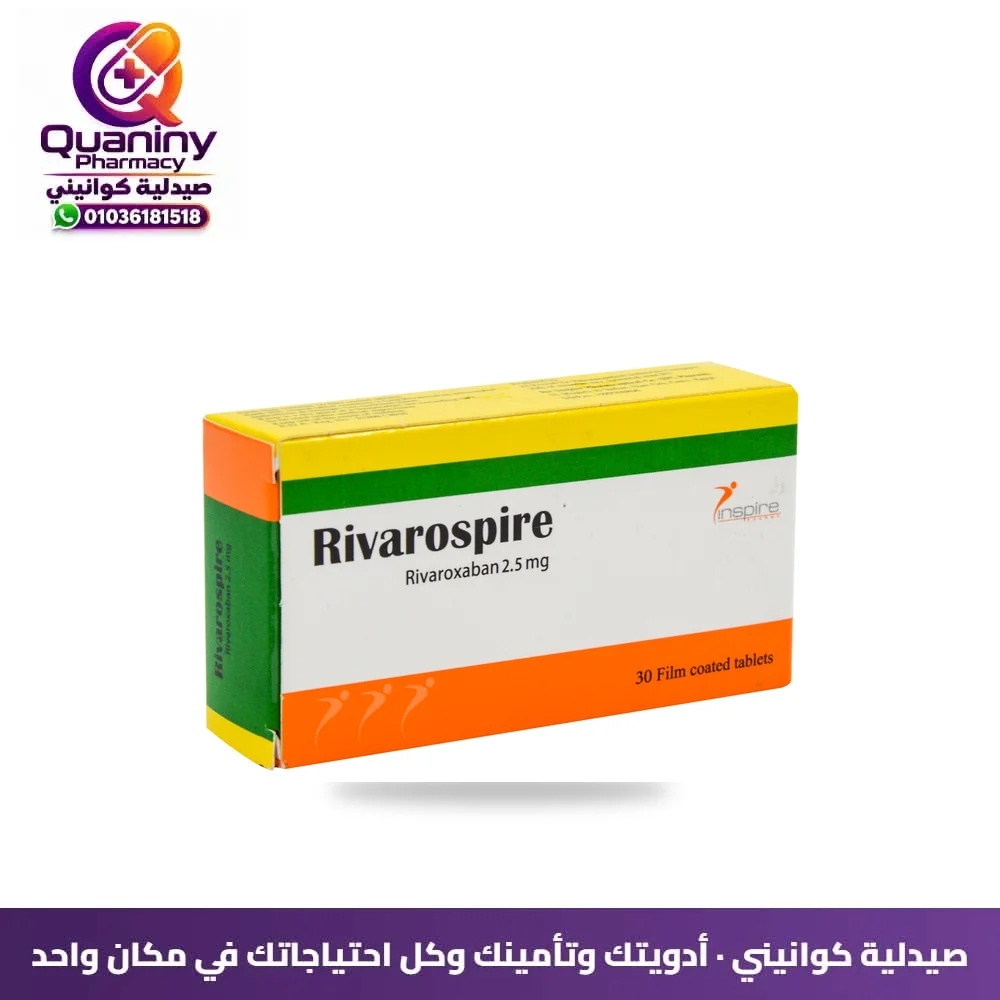 Quaniny
Pharmacy
صيدلية كوانيني
01036181518
inspire
Rivarospire
Rivaroxaban 2.5 mg
30 Film coated tablets
Rivarospire
Rivaroxaban 2.5 mg
صيدلية كوانيني · أدويتك وتأمينك وكل احتياجاتك في مكان واحد